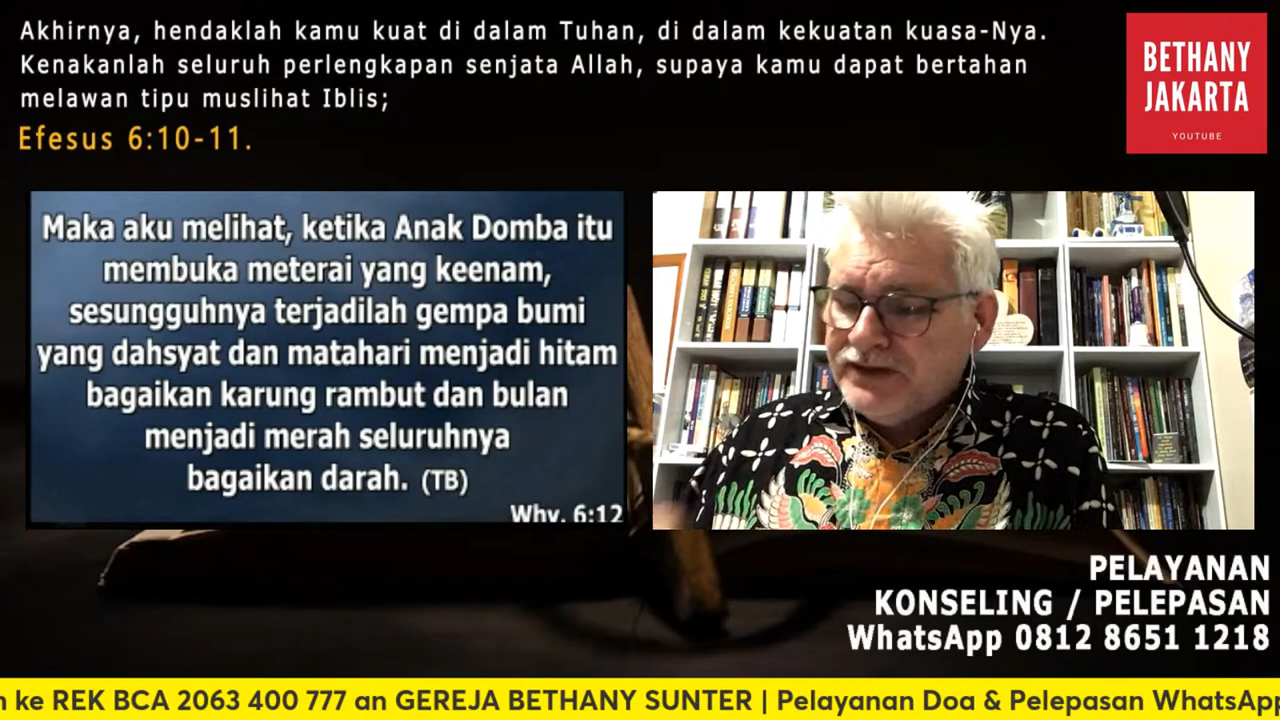 Akhirnya, hendaklah kamu kuat di dalam Tuhan, di dalam kekuatan kuasa-Nya.
Kenakanlah seluruh perlengkapan senjata Allah, supaya kamu dapat bertahan
melawan tipu muslihat Iblis;
Efesus 6:10-11.
BETHANY
JAKARTA
YOUTUBE
Maka aku melihat, ketika Anak Domba itu
membuka meterai yang keenam,
sesungguhnya terjadilah gempa bumi
yang dahsyat dan matahari menjadi hitam
bagaikan karung rambut dan bulan
menjadi merah seluruhnya
bagaikan darah. (TB)
Why. 6:12
PELAYANAN
KONSELING / PELEPASAN
WhatsApp 0812 8651 1218
ke REK BCA 2063 400 777 an GEREJA BETHANY SUNTER | Pelayanan Doa & Pelepasan WhatsApp